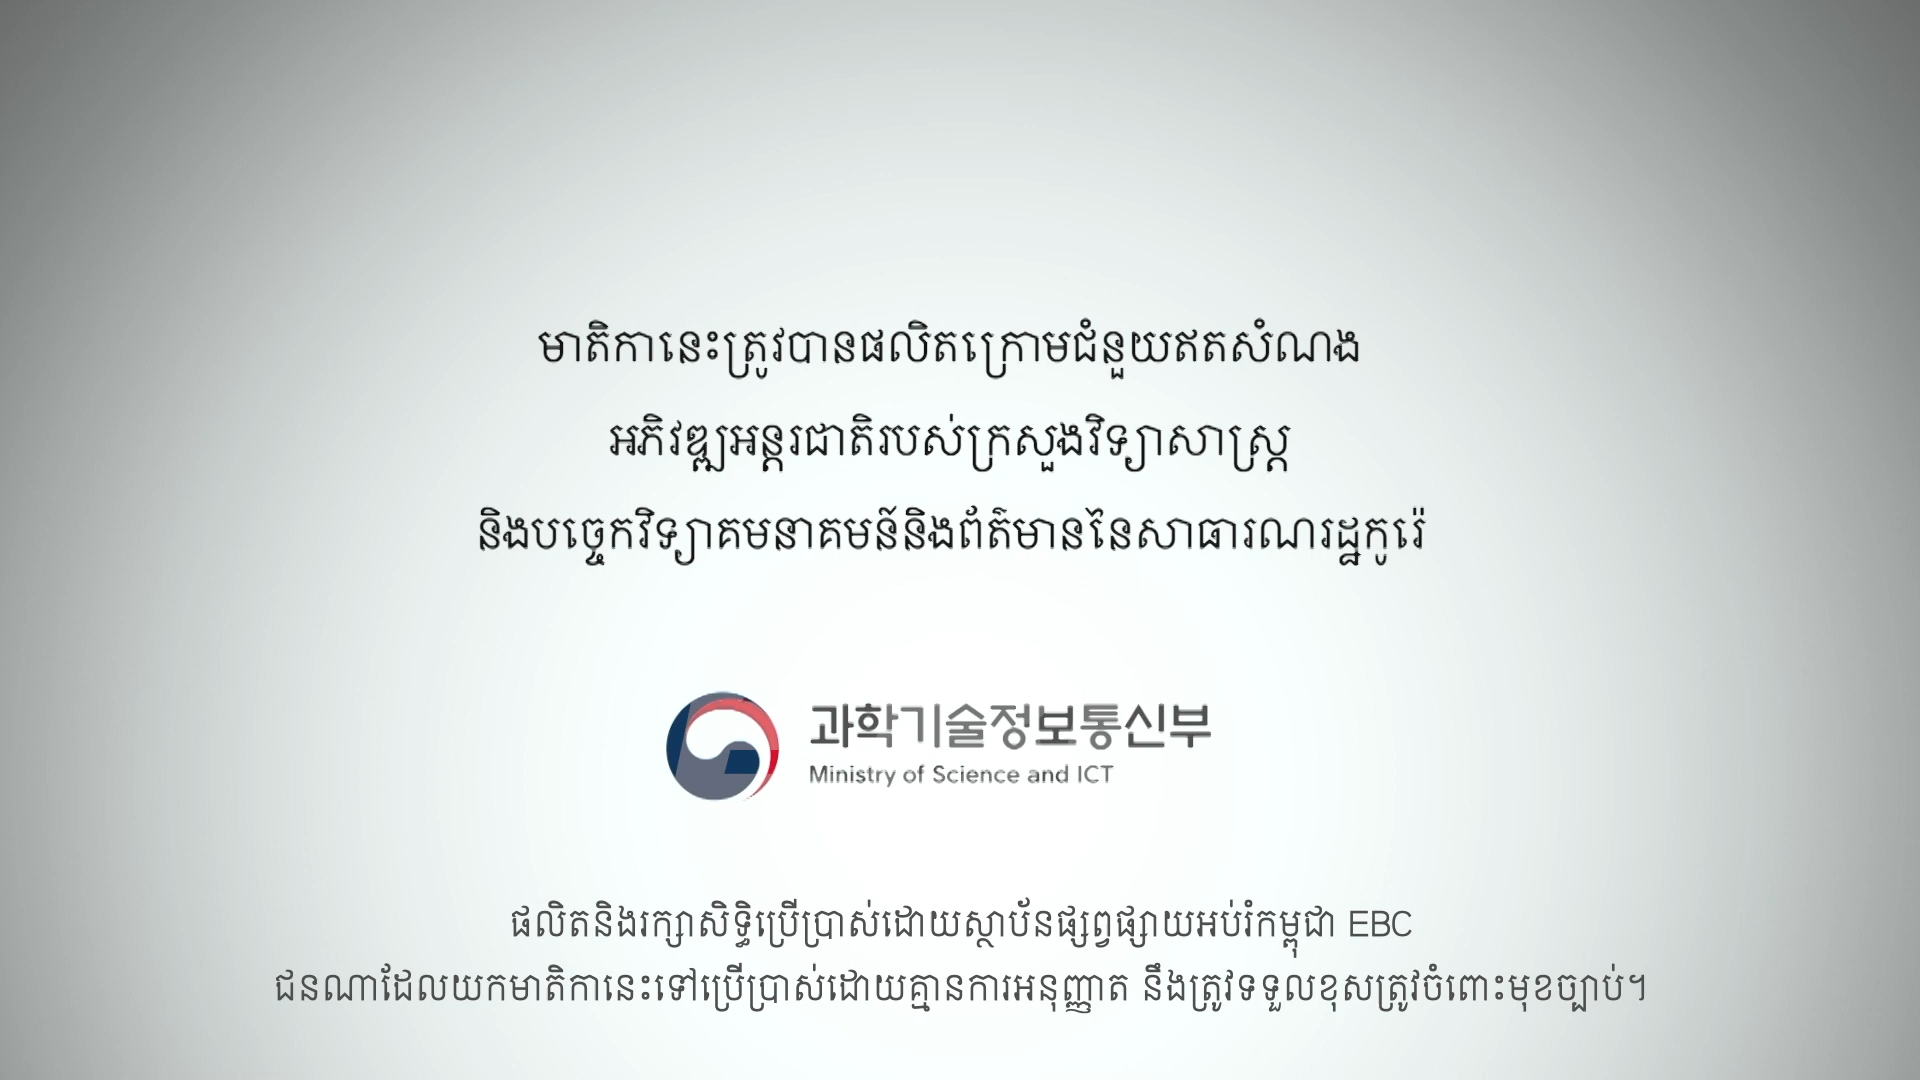 មាតិកានេះត្រូវបានផលិតក្រោមជំនួយឥតសំណង
អភិវឌ្ឍអន្តរជាតិរបស់ក្រសួងវិទ្យាសាស្ត្រ
និងបច្ចេកវិទ្យាគមនាគមន៍និងព័ត៌មាននៃសាធារណរដ្ឋកូរ៉េ
과학기술정보통신부
Ministry of Science and ICT
ផលិតនិងរក្សាសិទ្ធិប្រើប្រាស់ដោយស្ថាប័នផ្សព្វផ្សាយអប់រំកម្ពុជា EBC
ជនណាដែលយកមាតិកានេះទៅប្រើប្រាស់ដោយគ្មានការអនុញ្ញាត នឹងត្រូវទទួលខុសត្រូវចំពោះមុខច្បាប់។